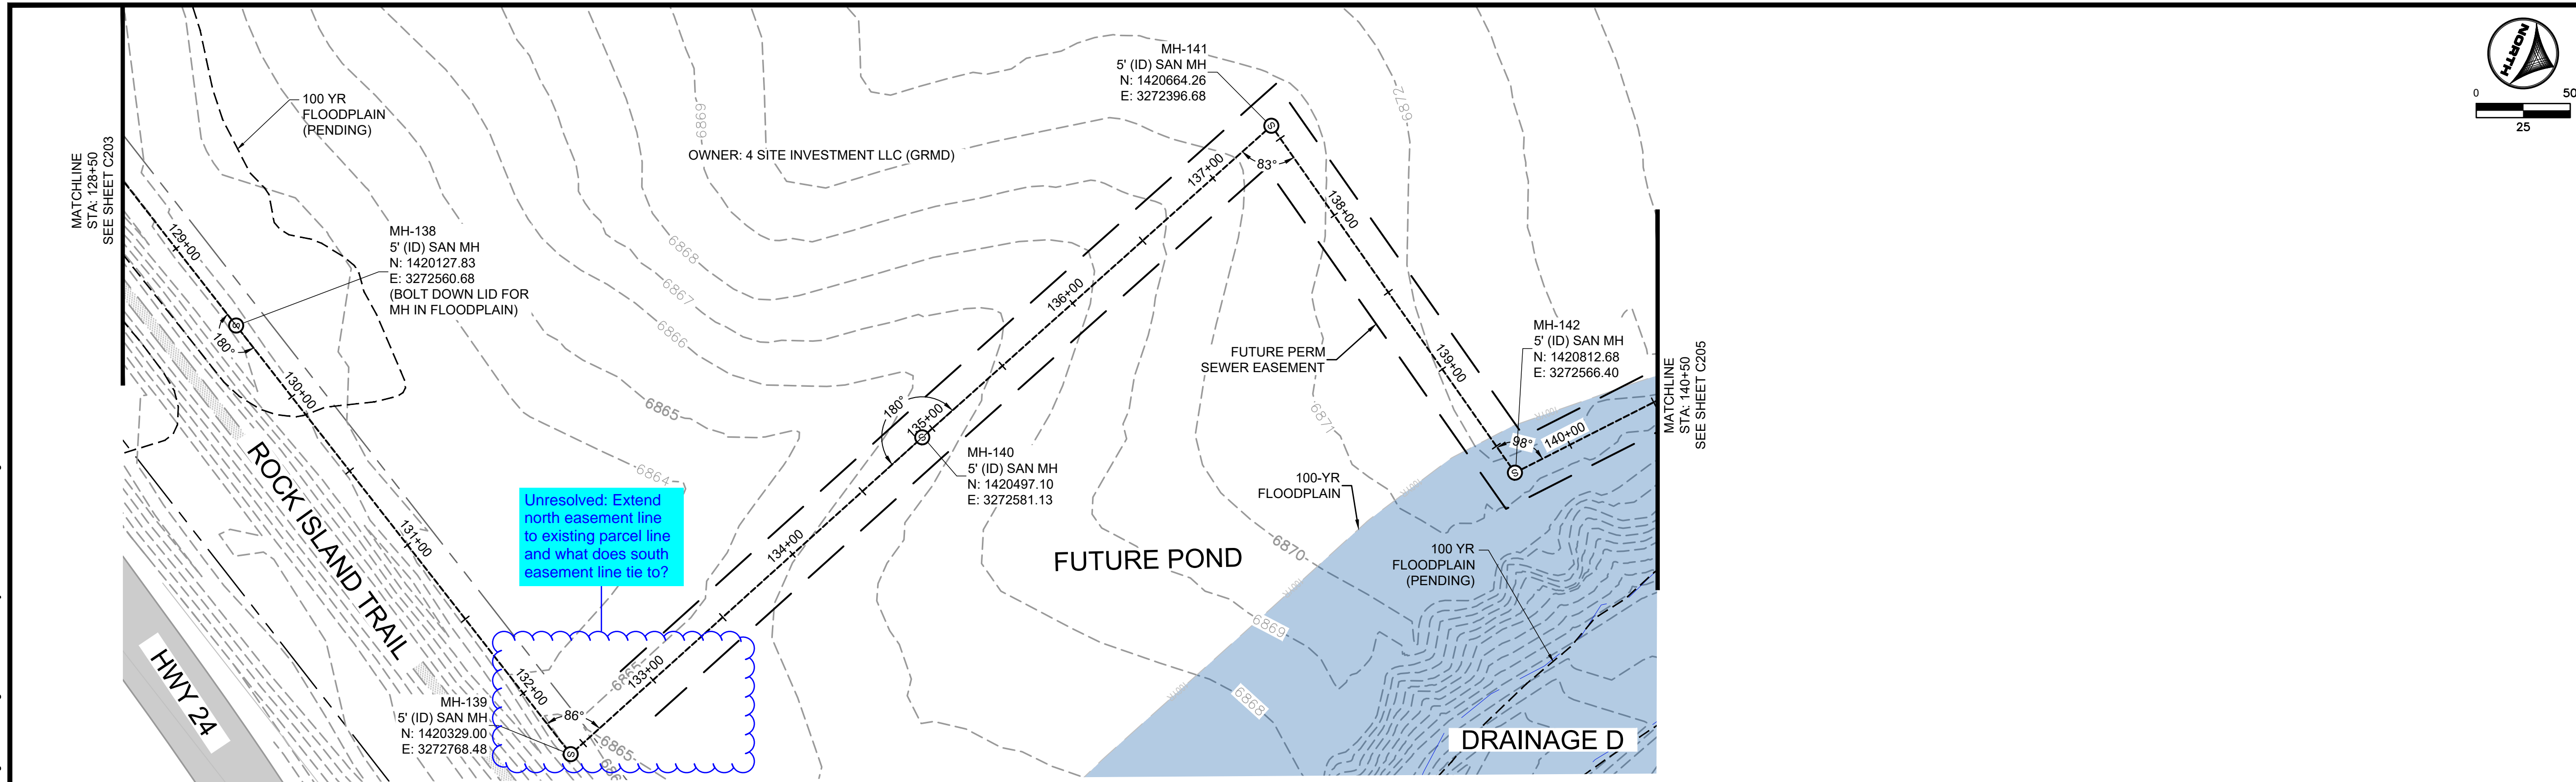 MATCHLINE
STA: 128+50
SEE SHEET C203
100 YR
FLOODPLAIN
(PENDING)
129+00
MH-138
5' (ID) SAN MH
N: 1420127.83
E: 3272560.68
(BOLT DOWN LID FOR
MH IN FLOODPLAIN)
180°
130+00
131+00
132+00
ROCK ISLAND TRAIL
HWY 24
MH-139
5' (ID) SAN MH
N: 1420329.00
E: 3272768.48
86°
Unresolved: Extend
north easement line
to existing parcel line
and what does south
easement line tie to?
6865
6865
133+00
134+00
180°
135+00
MH-140
5' (ID) SAN MH
N: 1420497.10
E: 3272581.13
136+00
137+00
OWNER: 4 SITE INVESTMENT LLC (GRMD)
6869
6868
6867
6866
6865
6864
MH-141
5' (ID) SAN MH
N: 1420664.26
E: 3272396.68
83°
138+00
139+00
6872
FUTURE PERM
SEWER EASEMENT
MH-142
5' (ID) SAN MH
N: 1420812.68
E: 3272566.40
98°
140+00
6871
6870
6869
6868
100-YR
FLOODPLAIN
FUTURE POND
100 YR
FLOODPLAIN
(PENDING)
DRAINAGE D
MATCHLINE
STA: 140+50
SEE SHEET C205
NORTH
0
50
25